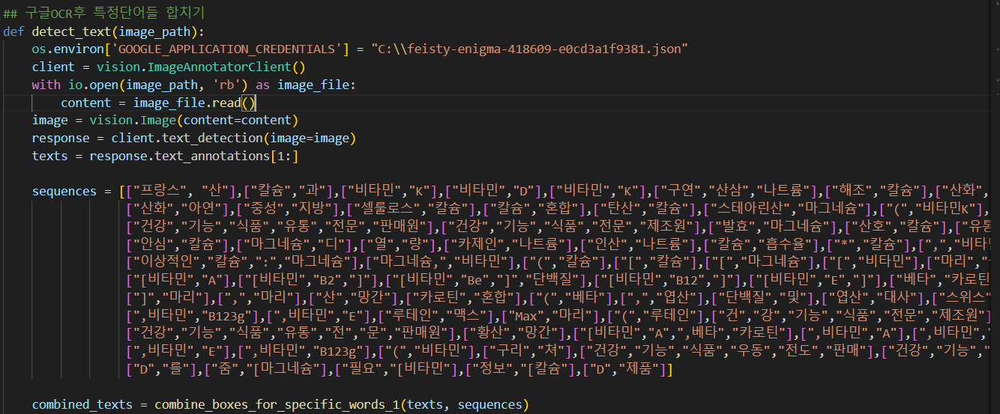 ## 구글OCR후 특정단어들 합치기
def detect_text(image_path):
    os.environ['GOOGLE_APPLICATION_CREDENTIALS'] = "C:\\feisty-enigma-418609-e0cd3a1f9381.json"
    client = vision.ImageAnnotatorClient()
    with io.open(image_path, 'rb') as image_file:
        content = image_file.read()
    image = vision.Image(content=content)
    response = client.text_detection(image=image)
    texts = response.text_annotations[1:]
    sequences = [["프랑스", "산"],["칼슘","과"],["비타민","K"],["비타민","D"],["비타민","K"],["구연","산삼","나트륨"],["해조","칼슘"],["산화",
["산화","아연"],["중성","지방"],["셀룰로스","칼슘"],["칼슘","혼합"],["탄산","칼슘"],["스테아린산","마그네슘"],["(","비타민K"],
["건강","기능","식품","유통","전문","판매원"],["건강","기능","식품","전문","제조원"],["발효","마그네슘"],["산호","칼슘"],["유통
["안심","칼슘"],["마그네슘","디"],["열","량"],["카제인","나트륨"],["인산","나트륨"],["칼슘","흡수율"],["*","칼슘"],[",","비타민
["이상적인","칼슘",":","마그네슘"],["마그네슘,","비타민"],["(","칼슘"],["[","칼슘"],["[","마그네슘"],["[","비타민"],["마리","
["[비타민","A"],["[비타민","B2","]"],["[비타민","Be","]","단백질"],["[비타민","B12","]"],["[비타민","E","]"],["베타","카로틴
["]","마리"],[",","마리"],["산","망간"],["카로틴","혼합"],["(","베타"],[",","엽산"],["단백질","및"],["엽산","대사"],["스위스"
[",비타민","B123g"],[",비타민","E"],["루테인","맥스"],["Max","마리"],["(","루테인"],["건","강","기능","식품","전문","제조원"]
["건강","기능","식품","유통","전","문","판매원"],["황산","망간"],["[비타민","A",",베타","카로틴"],[",비타민","A"],[",비타민","
[",비타민","E"],[",비타민","B123g"],["(","비타민"],["구리","쳐"],["건강","기능","식품","우동","전도","판매"],["건강","기능","
["D","를"],["줌","[마그네슘"],["필요","[비타민"],["정보","[칼슘"],["D","제품"]]
    combined_texts = combine_boxes_for_specific_words_1(texts, sequences)